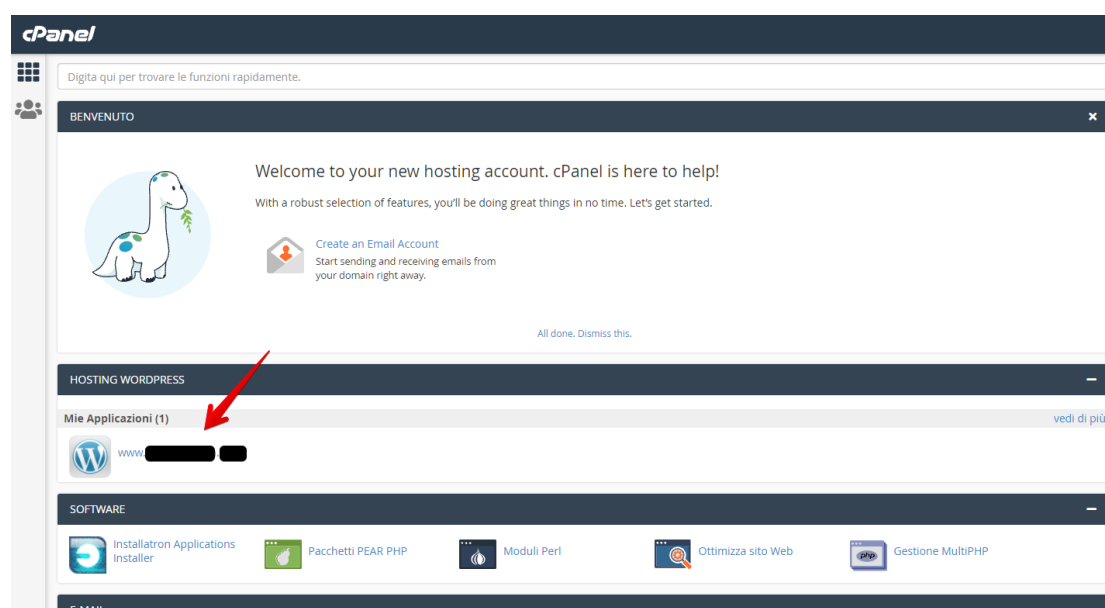 cPanel
Digita qui per trovare le funzioni rapidamente.
BENVENUTO
Welcome to your new hosting account. cPanel is here to help!
With a robust selection of features, you'll be doing great things in no time. Let's get started.
Create an Email Account
Start sending and receiving emails from
your domain right away.
All done. Dismiss this.
HOSTING WORDPRESS
Mie Applicazioni (1)
vedi di più
www.
SOFTWARE
Installatron Applications
Installer
Pacchetti PEAR PHP
Moduli Perl
Ottimizza sito Web
php
Gestione MultiPHP